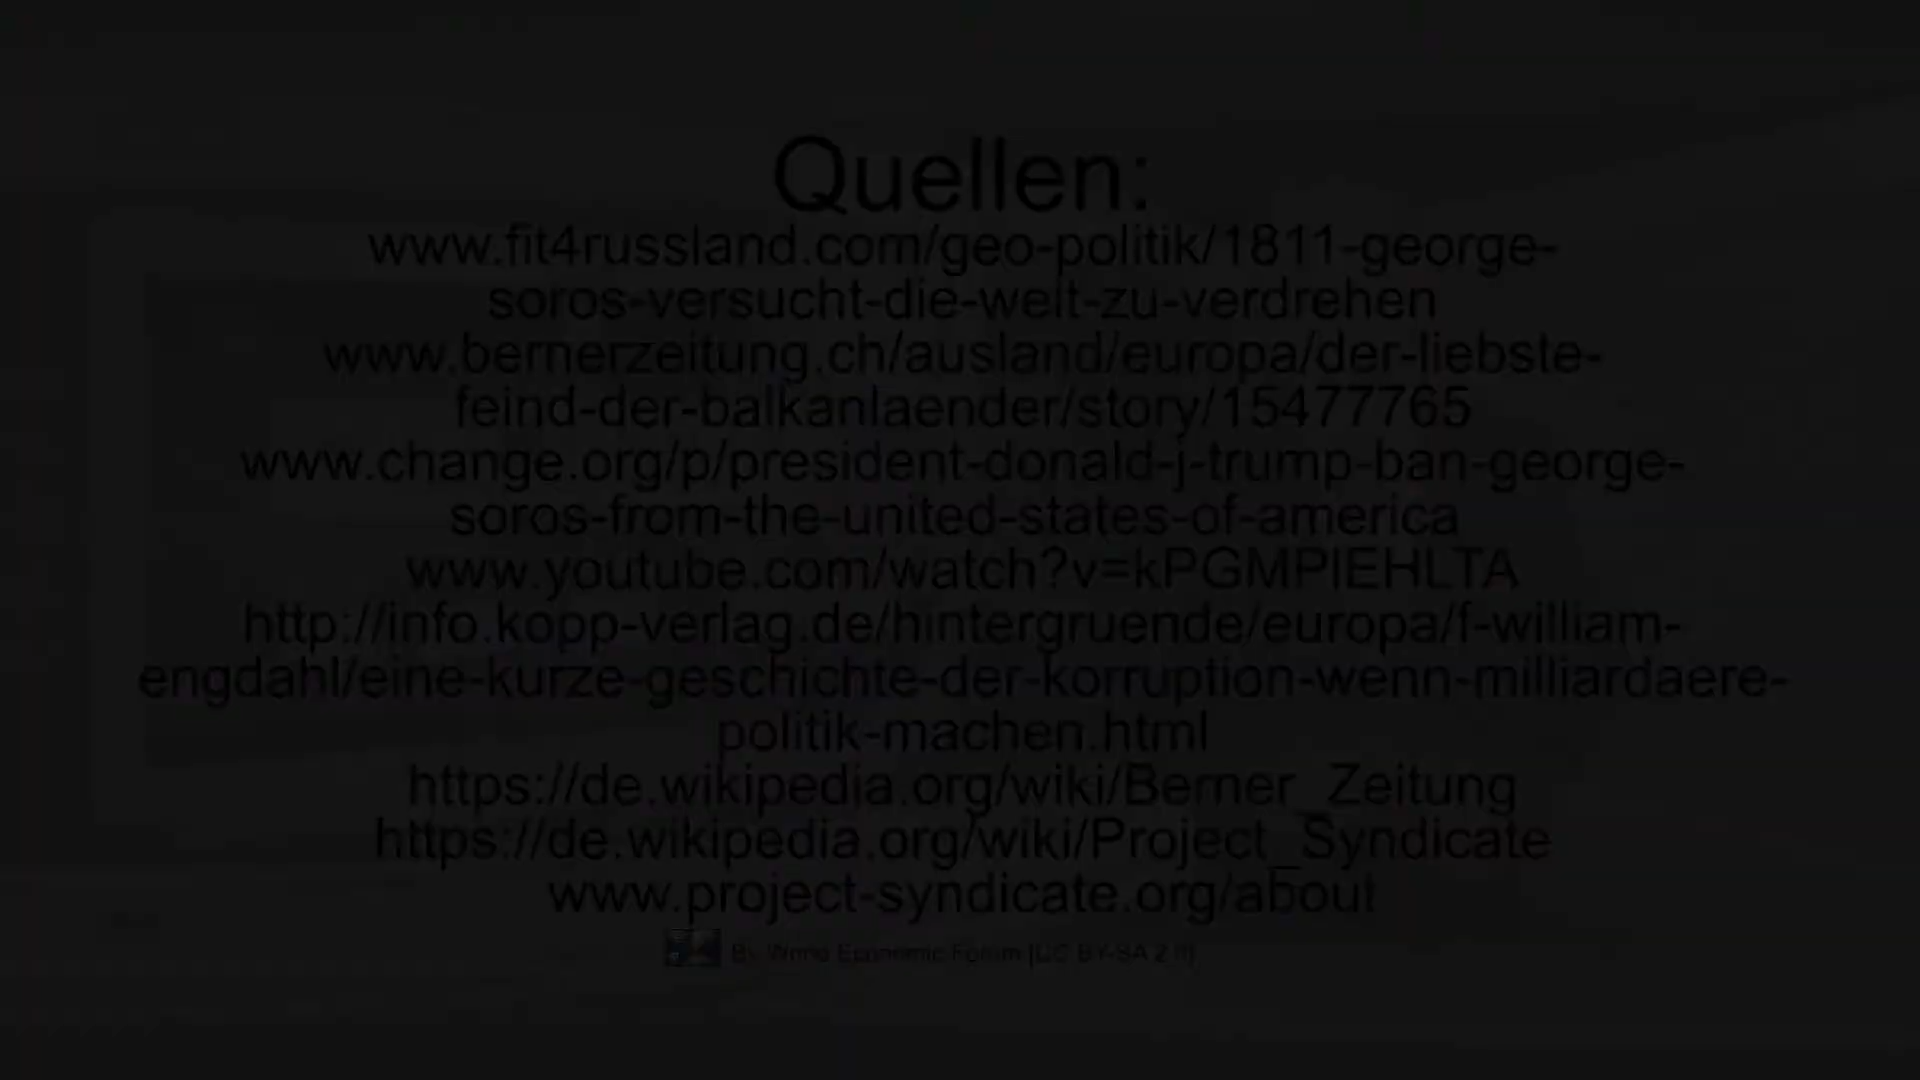 Quellen:
www.fit4russland.com/geo-politik/1811-george-
soros-versucht-die-welt-zu-verdrehen
www.bernerzeitung.ch/ausland/europa/der-liebste-
feind-der-balkanlaender/story/15477765
www.change.org/p/president-donald-j-trump-ban-george-
soros-from-the-united-states-of-america
www.youtube.com/watch?v=kPGMPIEHLTA
http://info.kopp-verlag.de/hintergruende/europa/f-william-
engdahl/eine-kurze-geschichte-der-korruption-wenn-milliardaere-
politik-machen.html
https://de.wikipedia.org/wiki/Berner_Zeitung
https://de.wikipedia.org/wiki/Project_Syndicate
www.project-syndicate.org/about
By World Economic Forum [CC BY-SA 2.0]